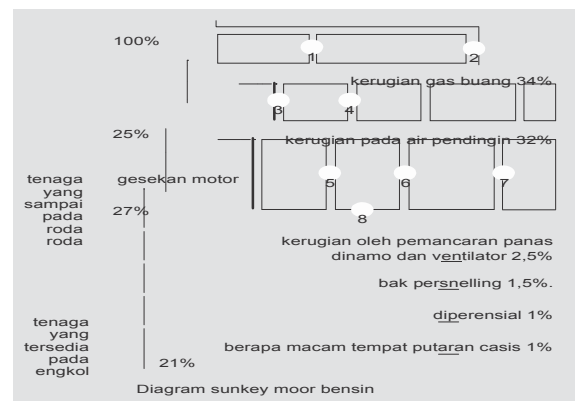 100%
1
2
kerugian gas buang 34%
3
4
25%
kerugian pada air pendingin 32%
tenaga
yang
sampai
pada
roda
roda
gesekan motor
27%
5
6
7
8
kerugian oleh pemancaran panas
dinamo dan ventilator 2,5%
bak persnelling 1,5%.
diperensial 1%
tenaga
yang
tersedia
pada
engkol
21%
berapa macam tempat putaran casis 1%
Diagram sunkey moor bensin